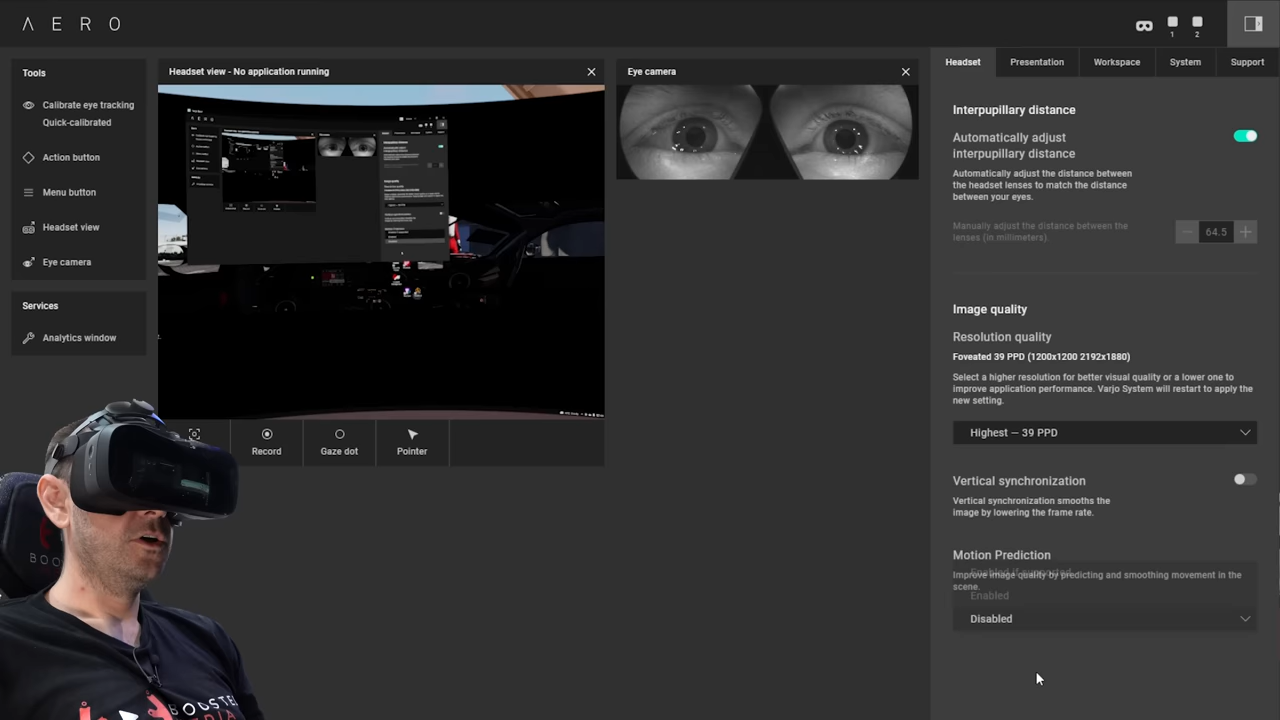 AERO
1 2
Tools
Calibrate eye tracking
Quick-calibrated
Action button
Menu button
Headset view
Eye camera
Services
Analytics window
Headset view - No application running
Record
Gaze dot
Pointer
Eye camera
Headset
Presentation
Workspace
System
Support
Interpupillary distance
Automatically adjust
interpupillary distance
Automatically adjust the distance between
the headset lenses to match the distance
between your eyes.
Manually adjust the distance between the
lenses (in millimeters).
64.5
Image quality
Resolution quality
Foveated 39 PPD (1200x1200 2192x1880)
Select a higher resolution for better visual quality or a lower one to
improve application performance. Varjo System will restart to apply the
new setting.
Highest – 39 PPD
Vertical synchronization
Vertical synchronization smooths the
image by lowering the frame rate.
Motion Prediction
Enabled if supported
Improve image quality by predicting and smoothing movement in the
scene.
Enabled
Disabled